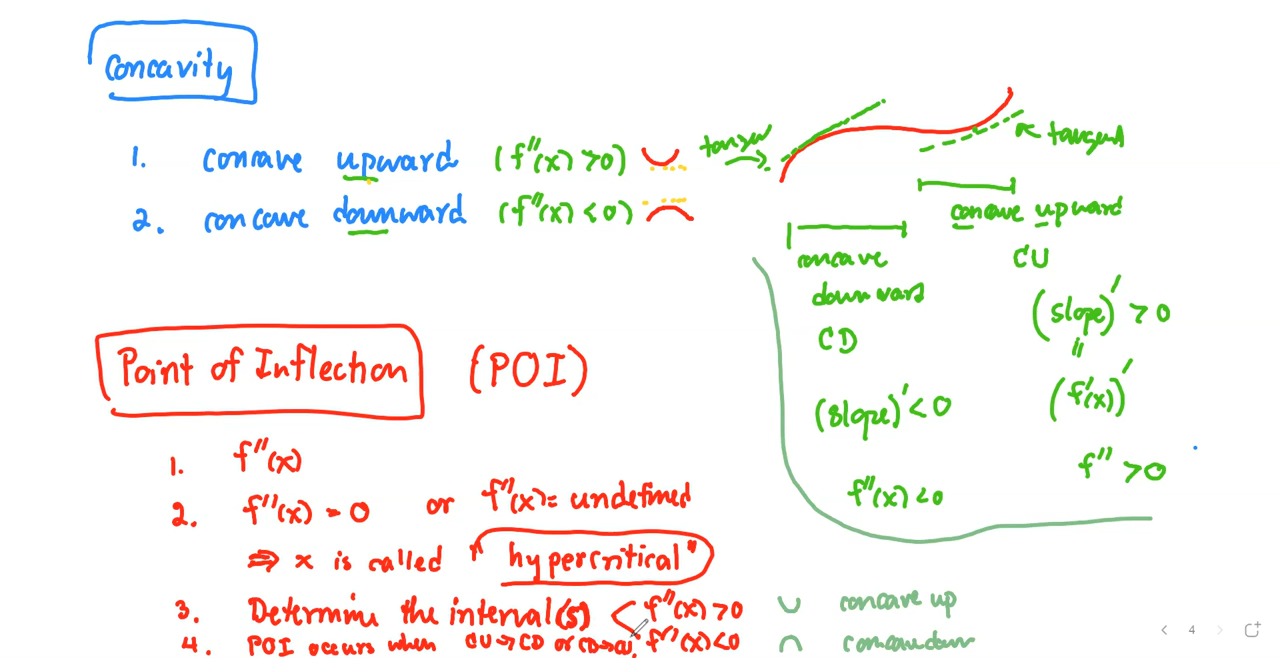 Concavity
1. concave upward (f''(x) > 0)
2. concave downward (f''(x) < 0)
tangent
∝ tangent
concave upward
CU
(slope)' > 0
=
(f'(x))'
f'' > 0
concave
downward
CD
(slope)' < 0
f''(x) < 0
Point of Inflection (POI)
1. f''(x)
2. f''(x) = 0 or f''(x) = undefined
⇒ x is called "hypercritical"
3. Determine the interval(s) < f''(x) > 0 ∪ concave up
4. POI occurs when CU → CD or CD → CU. f''(x) < 0 ∩ concave down
4